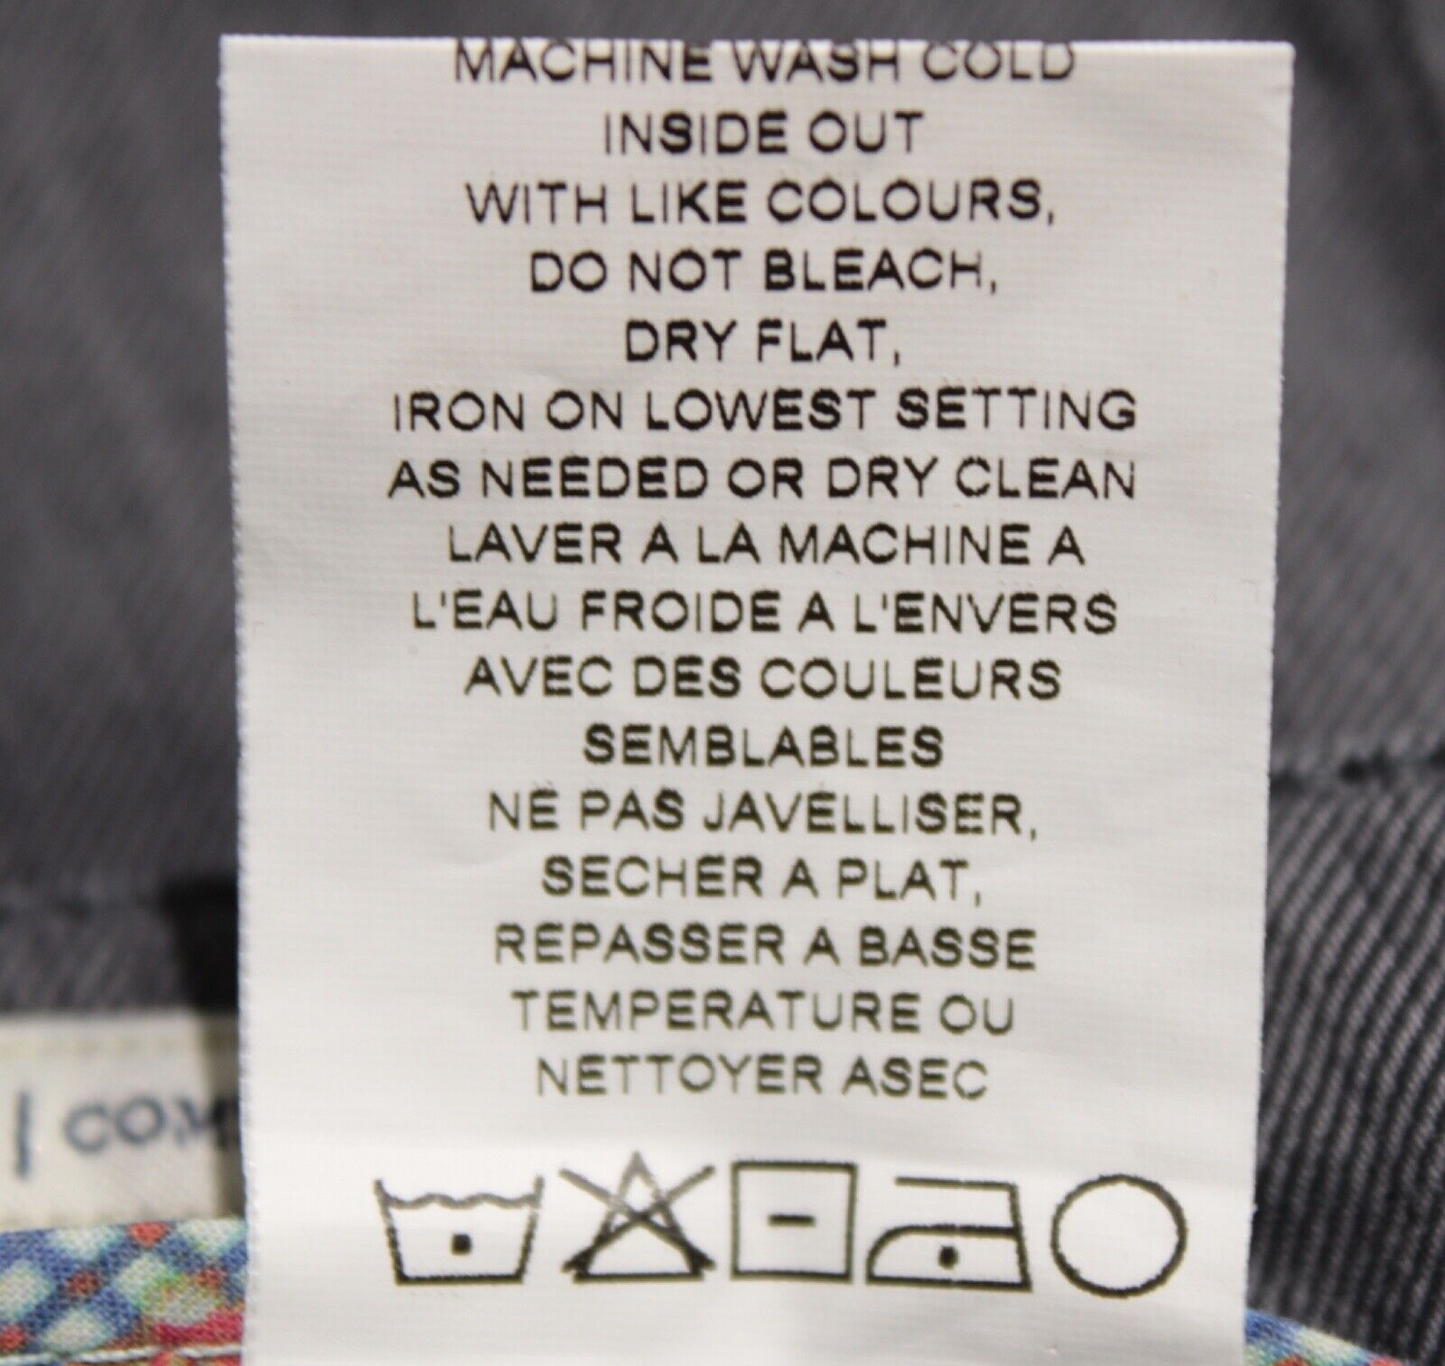 MACHINE WASH COLD
INSIDE OUT
WITH LIKE COLOURS,
DO NOT BLEACH,
DRY FLAT,
IRON ON LOWEST SETTING
AS NEEDED OR DRY CLEAN
LAVER A LA MACHINE A
L'EAU FROIDE A L'ENVERS
AVEC DES COULEURS
SEMBLABLES
NE PAS JAVELLISER,
SECHER A PLAT,
REPASSER A BASSE
TEMPERATURE OU
NETTOYER ASEC